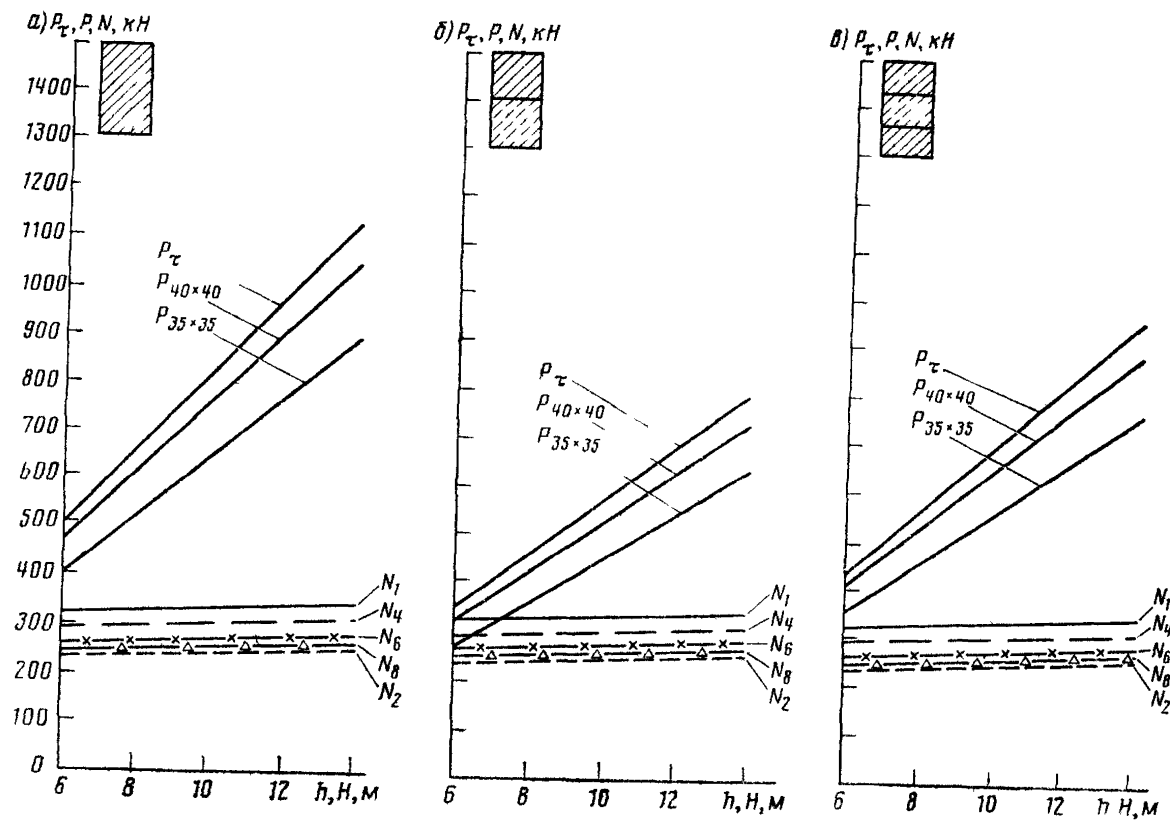 а) Pτ, P, N, кН
1400
1300
1200
1100
1000
900
800
700
600
500
400
300
200
100
0
Pτ
P40×40
P35×35
N1
N4
N6
N8
N2
6 8 10 12 h, H, м
б) Pτ, P, N, кН
Pτ
P40×40
P35×35
N1
N4
N6
N8
N2
6 8 10 12 h, H, м
в) Pτ, P, N, кН
Pτ
P40×40
P35×35
N1
N4
N6
N8
N2
6 8 10 12 h H, м